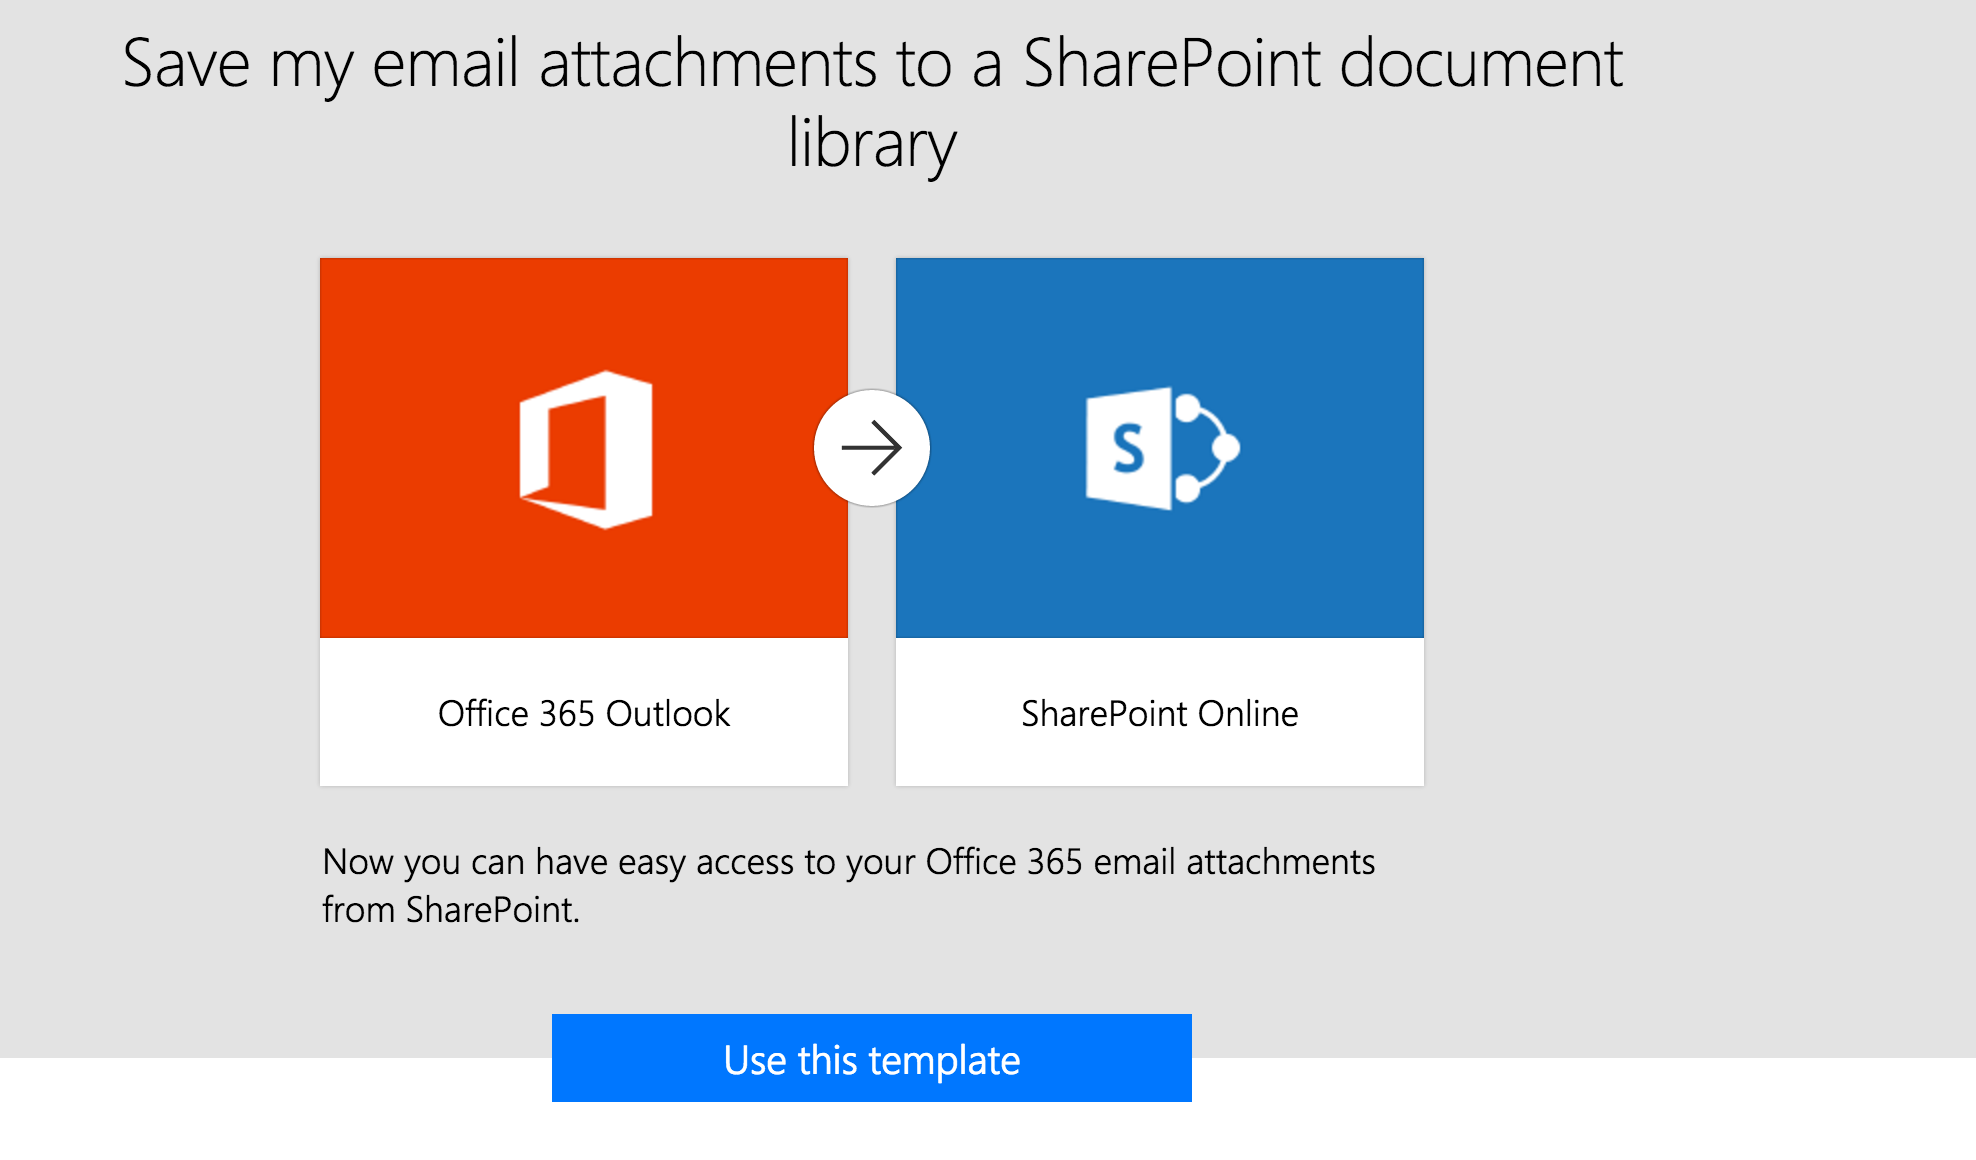 Save my email attachments to a SharePoint document
library
S
Office 365 Outlook
SharePoint Online
Now you can have easy access to your Office 365 email attachments
from SharePoint.
Use this template